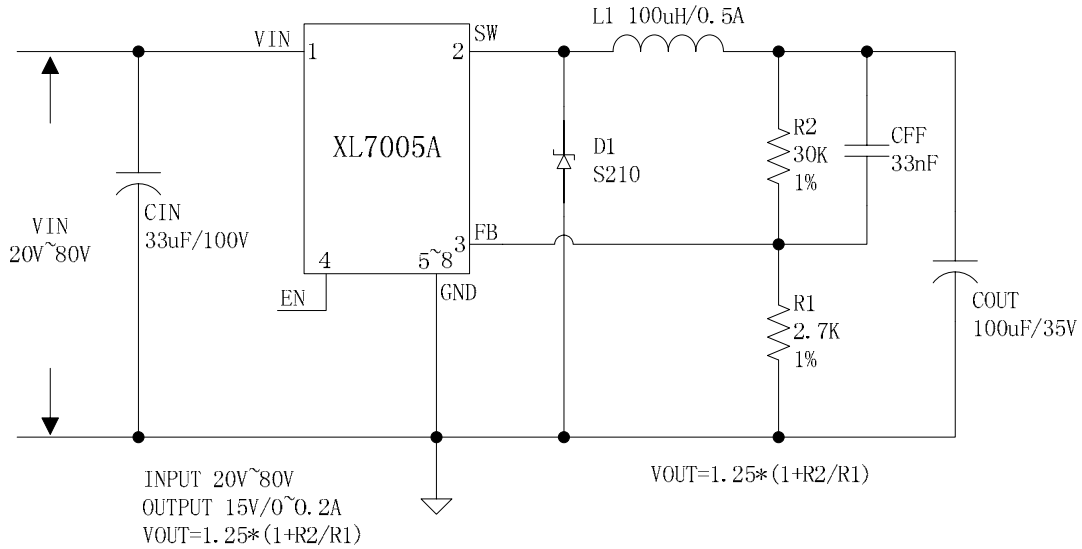 L1 100uH/0.5A
VIN
1
2
SW
XL7005A
R2
30K
1%
CFF
33nF
D1
S210
CIN
33uF/100V
VIN
20V~80V
3
FB
4
5~8
EN
GND
R1
2.7K
1%
COUT
100uF/35V
INPUT 20V~80V
OUTPUT 15V/0~0.2A
VOUT=1.25*(1+R2/R1)
VOUT=1.25*(1+R2/R1)